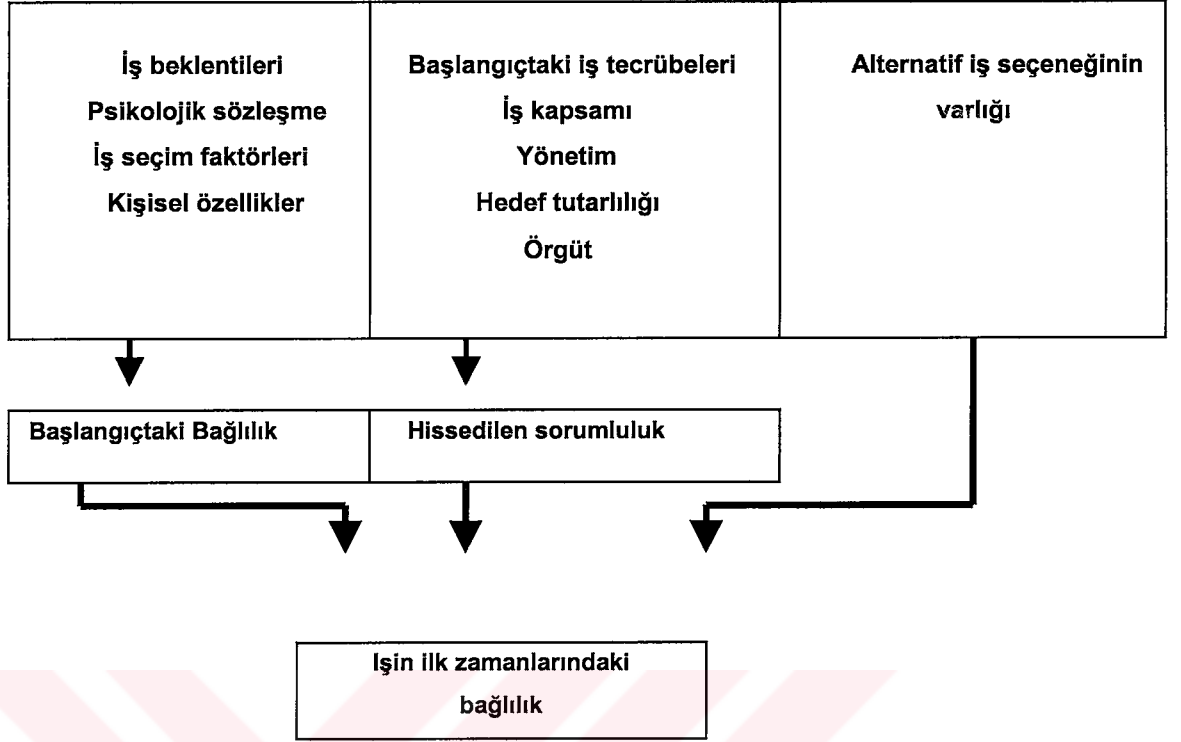 İş beklentileri
Psikolojik sözleşme
İş seçim faktörleri
Kişisel özellikler
Başlangıçtaki iş tecrübeleri
İş kapsamı
Yönetim
Hedef tutarlılığı
Örgüt
Alternatif iş seçeneğinin
varlığı
Başlangıçtaki Bağlılık
Hissedilen sorumluluk
Işin ilk zamanlarındaki
bağlılık